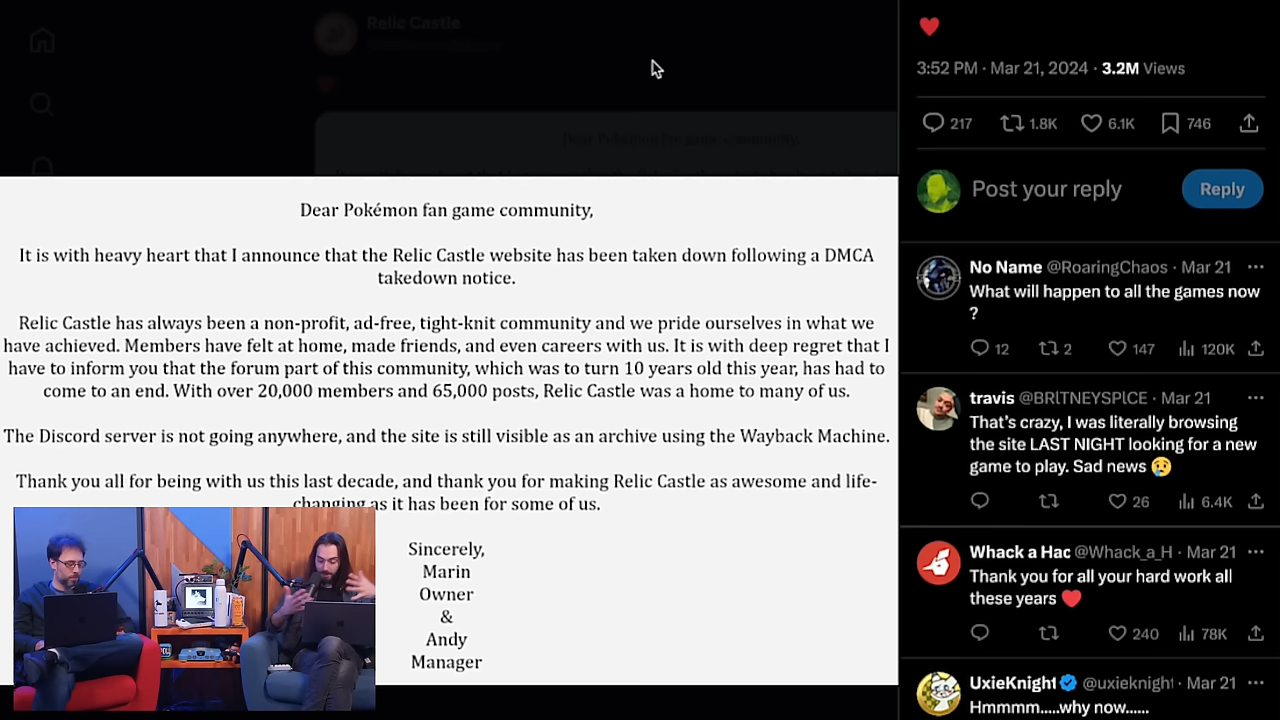 Relic Castle
Dear Pokémon fan game community,
Dear Pokémon fan game community,
It is with heavy heart that I announce that the Relic Castle website has been taken down following a DMCA
takedown notice.
Relic Castle has always been a non-profit, ad-free, tight-knit community and we pride ourselves in what we
have achieved. Members have felt at home, made friends, and even careers with us. It is with deep regret that I
have to inform you that the forum part of this community, which was to turn 10 years old this year, has had to
come to an end. With over 20,000 members and 65,000 posts, Relic Castle was a home to many of us.
The Discord server is not going anywhere, and the site is still visible as an archive using the Wayback Machine.
Thank you all for being with us this last decade, and thank you for making Relic Castle as awesome and life-
changing as it has been for some of us.
Sincerely,
Marin
Owner
&
Andy
Manager
❤️
3:52 PM · Mar 21, 2024 · 3.2M Views
217 1.8K 6.1K 746
Post your reply
Reply
No Name @RoaringChaos · Mar 21 ···
What will happen to all the games now
?
12 2 147 120K
travis @BRlTNEYSPlCE · Mar 21 ···
That's crazy, I was literally browsing
the site LAST NIGHT looking for a new
game to play. Sad news 😢
26 6.4K
Whack a Hac @Whack_a_H · Mar 21 ···
Thank you for all your hard work all
these years ❤️
240 78K
UxieKnight @uxieknight · Mar 21 ···
Hmmmm.....why now......